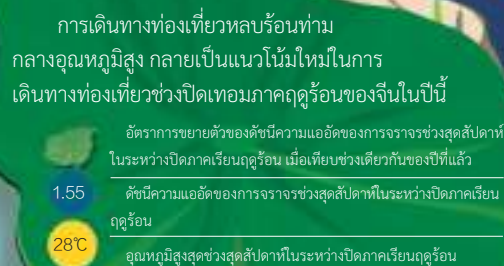 การเดินทางท่องเที่ยวหลบร้อนท่าม
กลางอุณหภูมิสูง กลายเป็นแนวโน้มใหม่ในการ
เดินทางท่องเที่ยวช่วงปิดเทอมภาคฤดูร้อนของจีนในปีนี้
อัตราการขยายตัวของดัชนีความแออัดของการจราจรช่วงสุดสัปดาห์
ในระหว่างปิดภาคเรียนฤดูร้อน เมื่อเทียบช่วงเดียวกันของปีที่แล้ว
1.55 ดัชนีความแออัดของการจราจรช่วงสุดสัปดาห์ในระหว่างปิดภาคเรียน
ฤดูร้อน
28℃ อุณหภูมิสูงสุดช่วงสุดสัปดาห์ในระหว่างปิดภาคเรียนฤดูร้อน